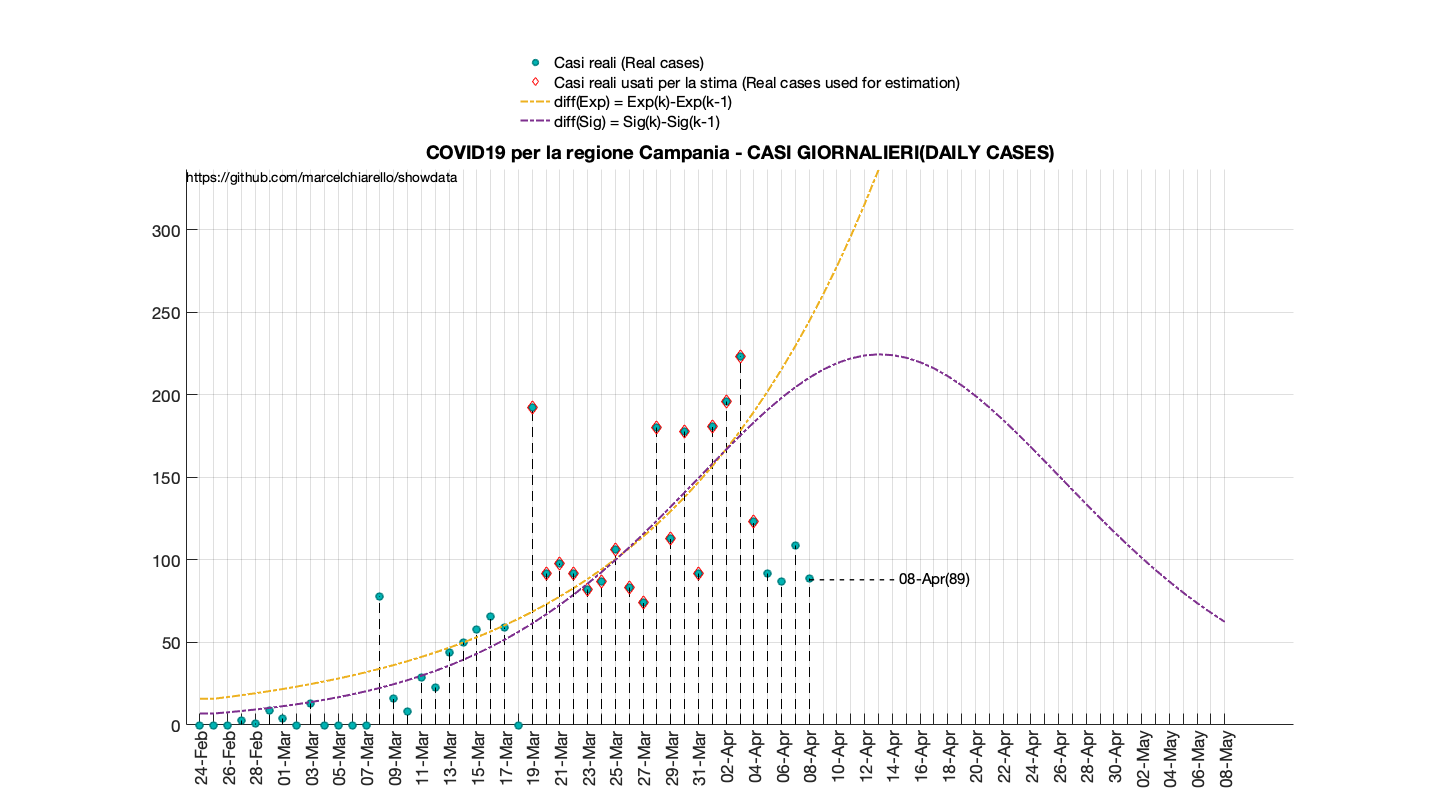 Casi reali (Real cases)
Casi reali usati per la stima (Real cases used for estimation)
diff(Exp) = Exp(k)-Exp(k-1)
diff(Sig) = Sig(k)-Sig(k-1)
COVID19 per la regione Campania - CASI GIORNALIERI(DAILY CASES)
https://github.com/marcelchiarello/showdata
300
250
200
150
100
50
0
08-Apr(89)
24-Feb
26-Feb
28-Feb
01-Mar
03-Mar
05-Mar
07-Mar
09-Mar
11-Mar
13-Mar
15-Mar
17-Mar
19-Mar
21-Mar
23-Mar
25-Mar
27-Mar
29-Mar
31-Mar
02-Apr
04-Apr
06-Apr
08-Apr
10-Apr
12-Apr
14-Apr
16-Apr
18-Apr
20-Apr
22-Apr
24-Apr
26-Apr
28-Apr
30-Apr
02-May
04-May
06-May
08-May